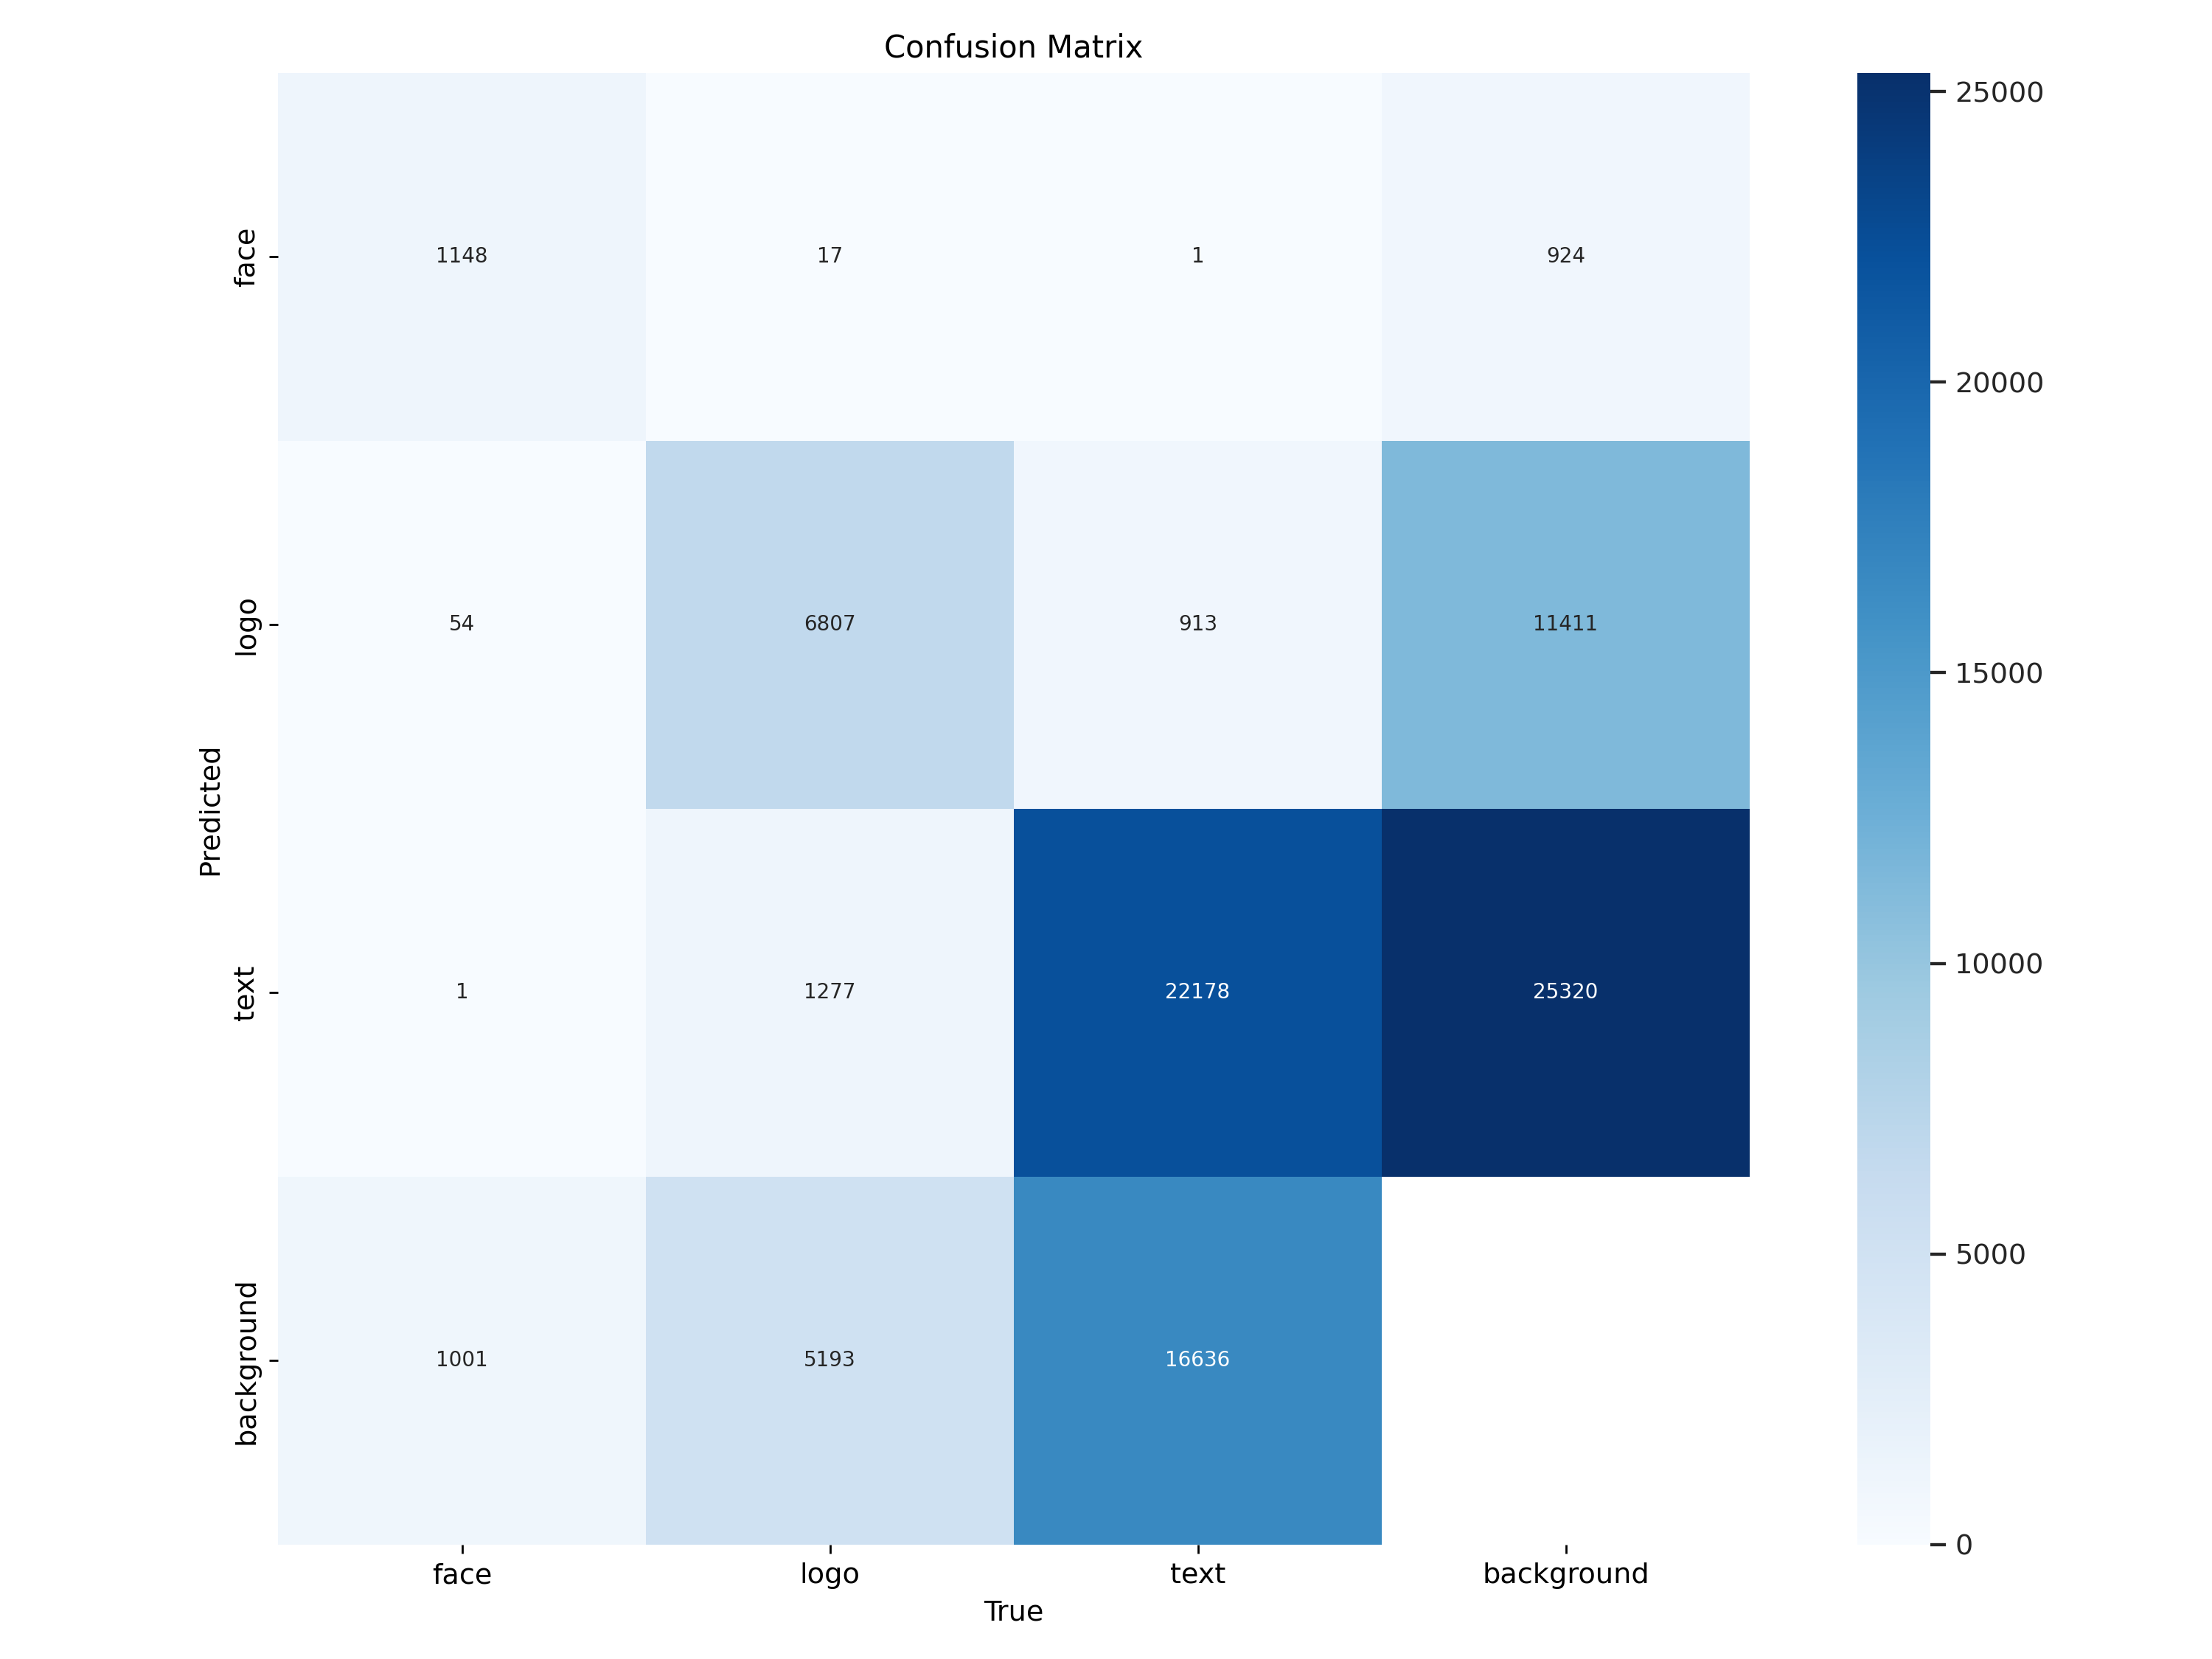 Confusion Matrix
face
1148
17
1
924
logo
54
6807
913
11411
text
1
1277
22178
25320
background
1001
5193
16636
face
logo
text
background
True
Predicted
25000
20000
15000
10000
5000
0